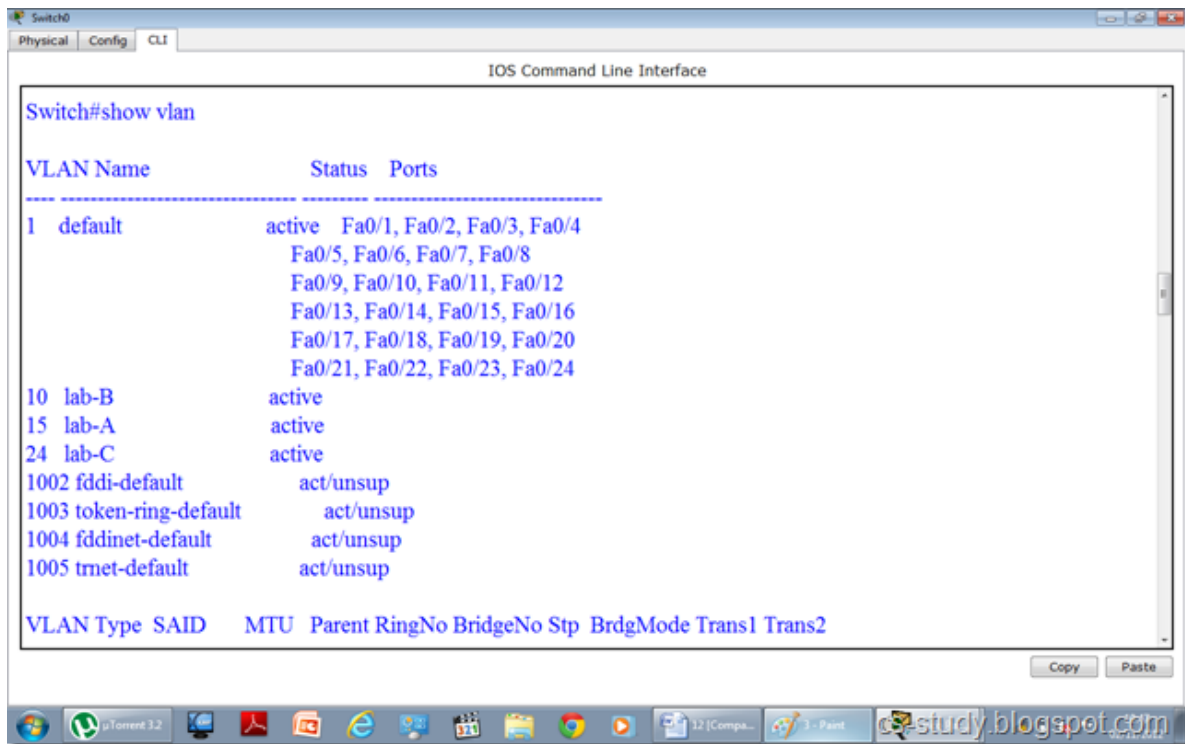 Switch0
Physical Config CLI
IOS Command Line Interface
Switch#show vlan
VLAN Name Status Ports
---- -------------------------------- --------- -------------------------------
1 default active Fa0/1, Fa0/2, Fa0/3, Fa0/4
Fa0/5, Fa0/6, Fa0/7, Fa0/8
Fa0/9, Fa0/10, Fa0/11, Fa0/12
Fa0/13, Fa0/14, Fa0/15, Fa0/16
Fa0/17, Fa0/18, Fa0/19, Fa0/20
Fa0/21, Fa0/22, Fa0/23, Fa0/24
10 lab-B active
15 lab-A active
24 lab-C active
1002 fddi-default act/unsup
1003 token-ring-default act/unsup
1004 fddinet-default act/unsup
1005 trnet-default act/unsup
VLAN Type SAID MTU Parent RingNo BridgeNo Stp BrdgMode Trans1 Trans2
Copy Paste
µTorrent 3.2 321 12 [Compa... 3 - Paint -study.blogspot.com